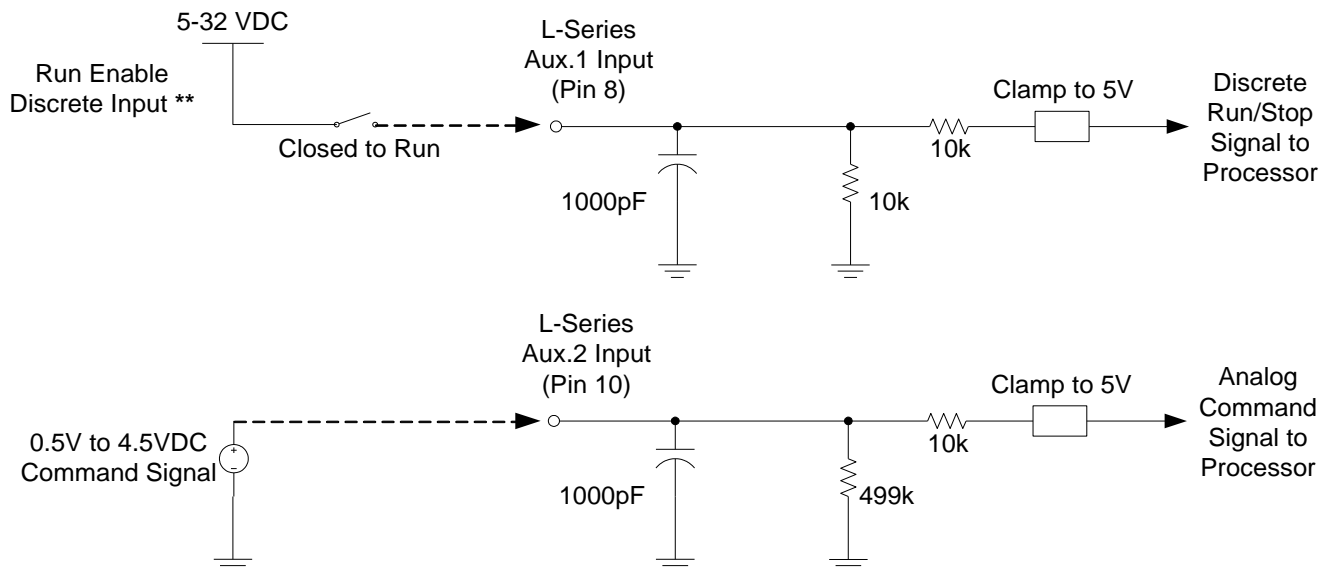 5-32 VDC
Run Enable
Discrete Input **
Closed to Run
L-Series
Aux.1 Input
(Pin 8)
1000pF
10k
10k
Clamp to 5V
Discrete
Run/Stop
Signal to
Processor
0.5V to 4.5VDC
Command Signal
L-Series
Aux.2 Input
(Pin 10)
1000pF
499k
10k
Clamp to 5V
Analog
Command
Signal to
Processor